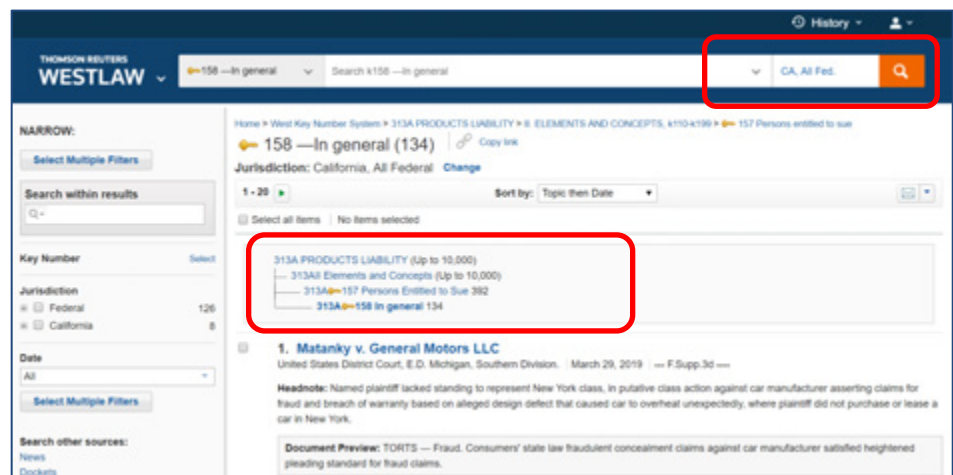 History
THOMSON REUTERS
WESTLAW
158 —In general
Search k158 —In general
CA, All Fed.
Home > West Key Number System > 313A PRODUCTS LIABILITY > II. ELEMENTS AND CONCEPTS, k110-k199 > 157 Persons entitled to sue
158 —In general (134)
Copy link
Jurisdiction: California, All Federal Change
NARROW:
Select Multiple Filters
Search within results
1 - 20
Sort by: Topic then Date
Select all items
No items selected
Key Number
Select
Jurisdiction
Federal 126
California 8
Date
All
Select Multiple Filters
Search other sources:
News
Dockets
313A PRODUCTS LIABILITY (Up to 10,000)
313AII Elements and Concepts (Up to 10,000)
313A 157 Persons Entitled to Sue 392
313A 158 In general 134
1. Matanky v. General Motors LLC
United States District Court, E.D. Michigan, Southern Division. March 29, 2019 --- F.Supp.3d ----
Headnote: Named plaintiff lacked standing to represent New York class, in putative class action against car manufacturer asserting claims for
fraud and breach of warranty based on alleged design defect that caused car to overheat unexpectedly, where plaintiff did not purchase or lease a
car in New York.
Document Preview: TORTS — Fraud. Consumers' state law fraudulent concealment claims against car manufacturer satisfied heightened
pleading standard for fraud claims.